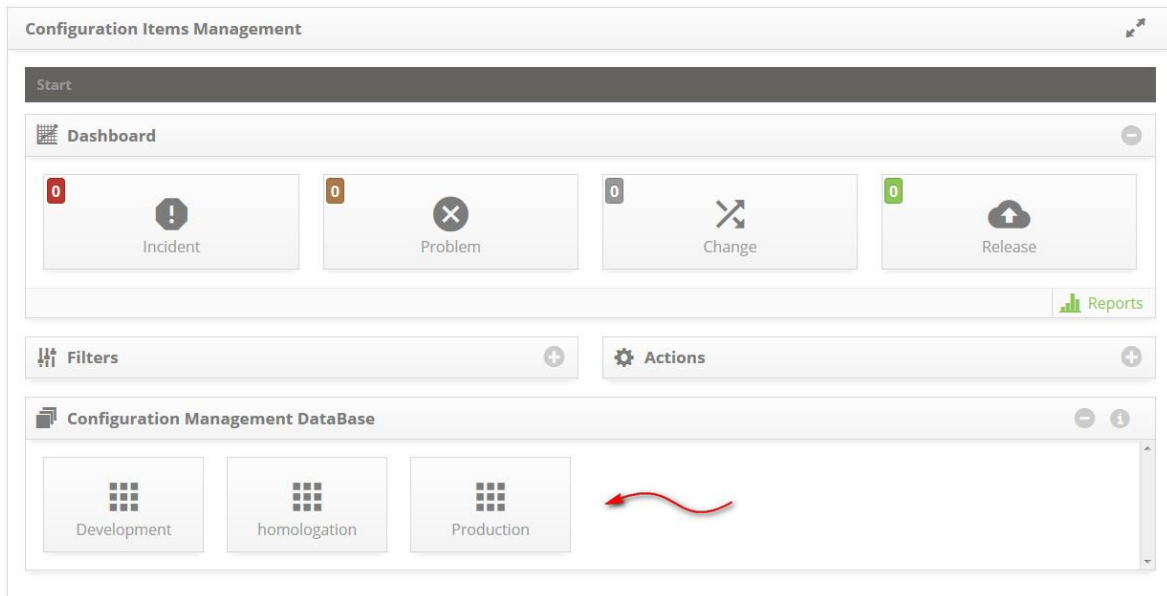 Configuration Items Management
Start
Dashboard
0 0 0 0
Incident Problem Change Release
Reports
Filters Actions
Configuration Management DataBase
Development homologation Production